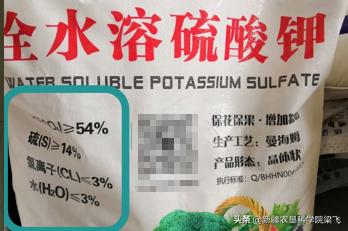 全水溶硫酸钾
WATER SOLUBLE POTASSIUM SULFATE
≥54%
硫(S)≥14%
氯离子(CL)≤3%
水(H₂O)≤3%
保花保果·增加
生产工艺：曼海姆
产品形态：晶体状
执行标准：Q/BHHN00
头条 @新疆农垦科学院梁飞